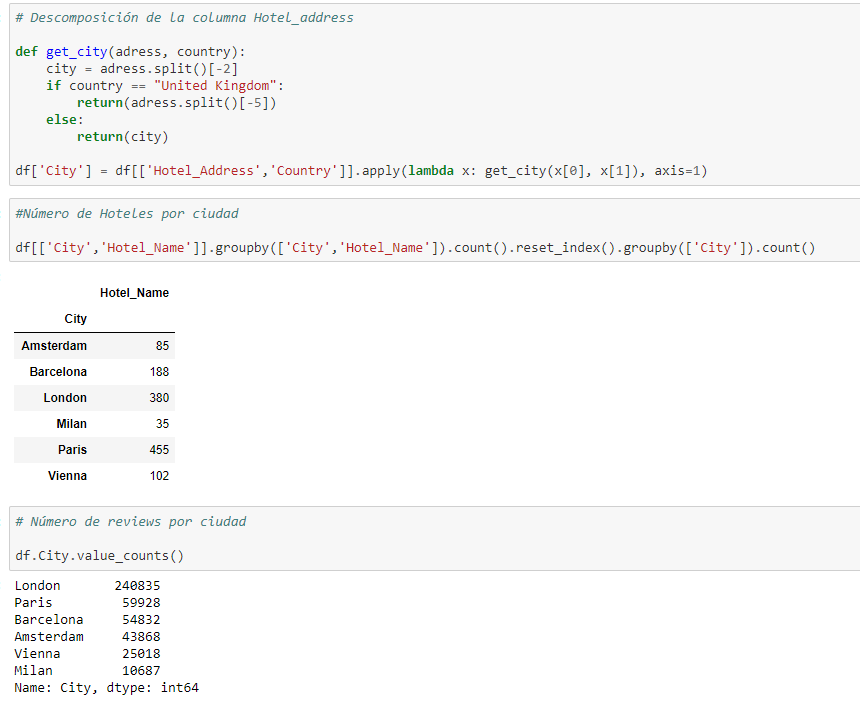 # Descomposición de la columna Hotel_address
def get_city(adress, country):
    city = adress.split()[-2]
    if country == "United Kingdom":
        return(adress.split()[-5])
    else:
        return(city)
df['City'] = df[['Hotel_Address','Country']].apply(lambda x: get_city(x[0], x[1]), axis=1)
#Número de Hoteles por ciudad
df[['City','Hotel_Name']].groupby(['City','Hotel_Name']).count().reset_index().groupby(['City']).count()
Hotel_Name
City
Amsterdam 85
Barcelona 188
London 380
Milan 35
Paris 455
Vienna 102
# Número de reviews por ciudad
df.City.value_counts()
London 240835
Paris 59928
Barcelona 54832
Amsterdam 43868
Vienna 25018
Milan 10687
Name: City, dtype: int64